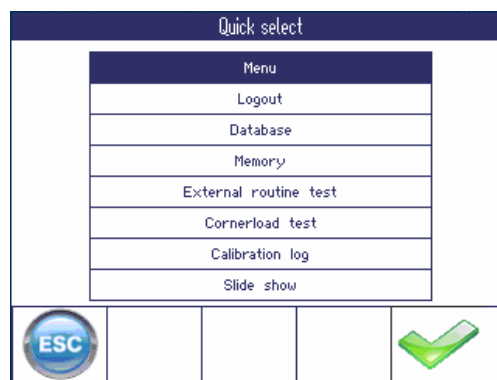 Quick select
Menu
Logout
Database
Memory
External routine test
Cornerload test
Calibration log
Slide show
ESC